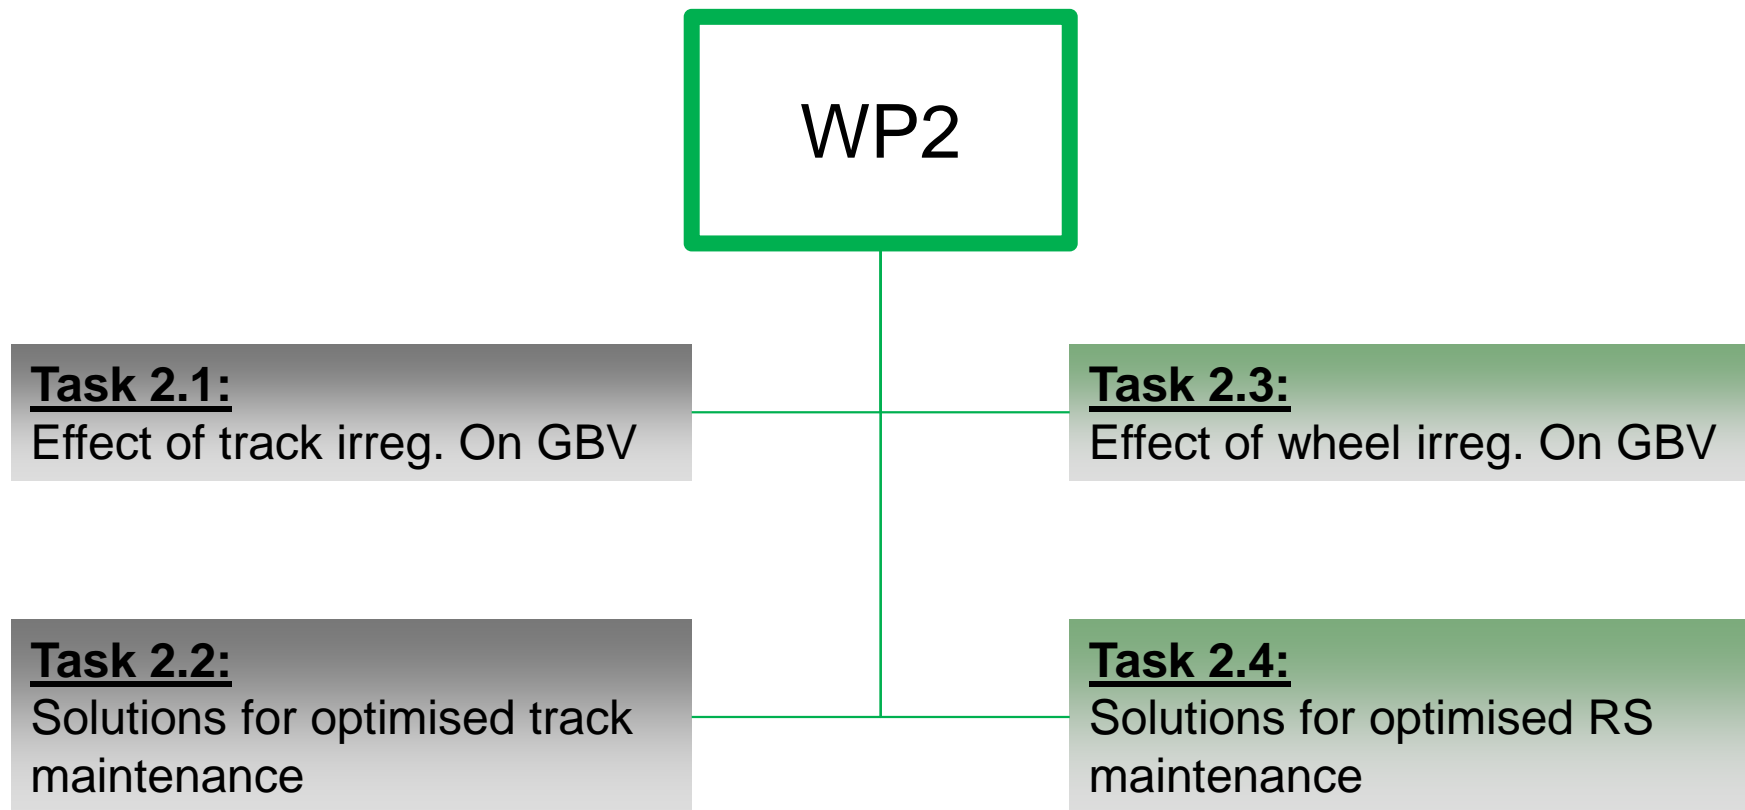 WP2
Task 2.1:
Effect of track irreg. On GBV
Task 2.3:
Effect of wheel irreg. On GBV
Task 2.2:
Solutions for optimised track
maintenance
Task 2.4:
Solutions for optimised RS
maintenance